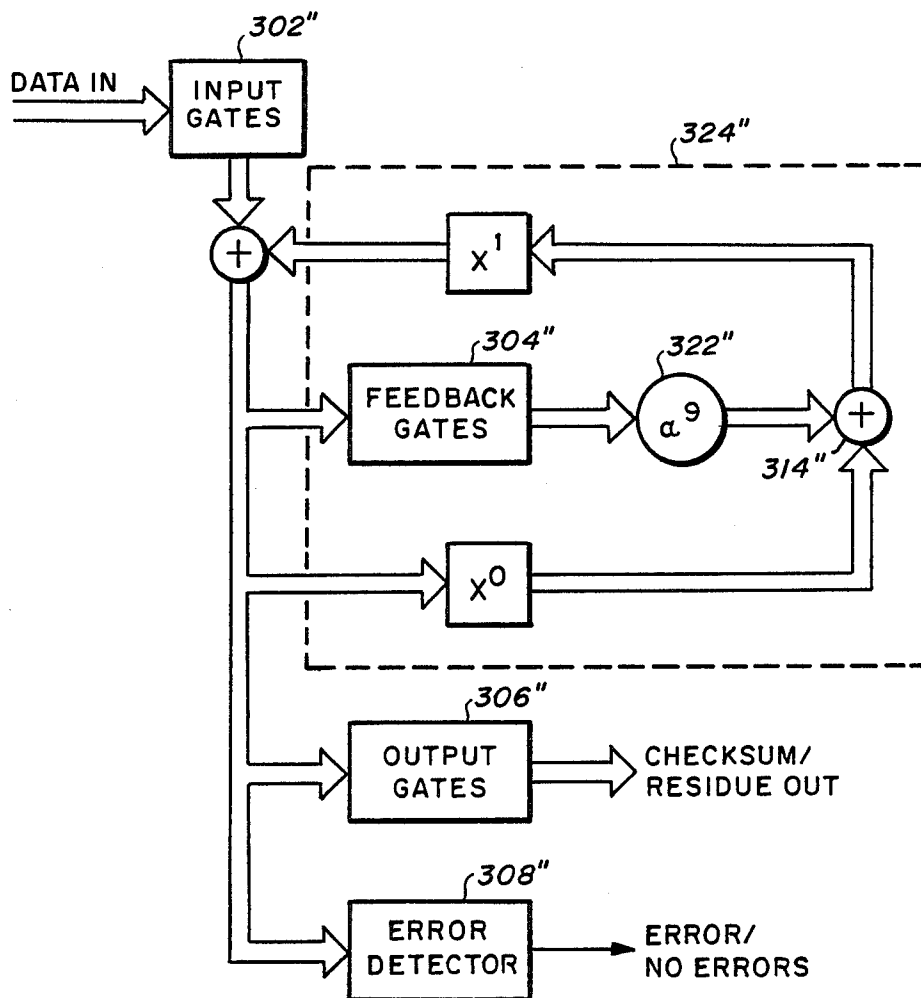 302"
DATA IN
INPUT
GATES
324"
+
X¹
304"
322"
FEEDBACK
GATES
α⁹
+
314"
X⁰
306"
OUTPUT
GATES
CHECKSUM/
RESIDUE OUT
308"
ERROR
DETECTOR
ERROR/
NO ERRORS